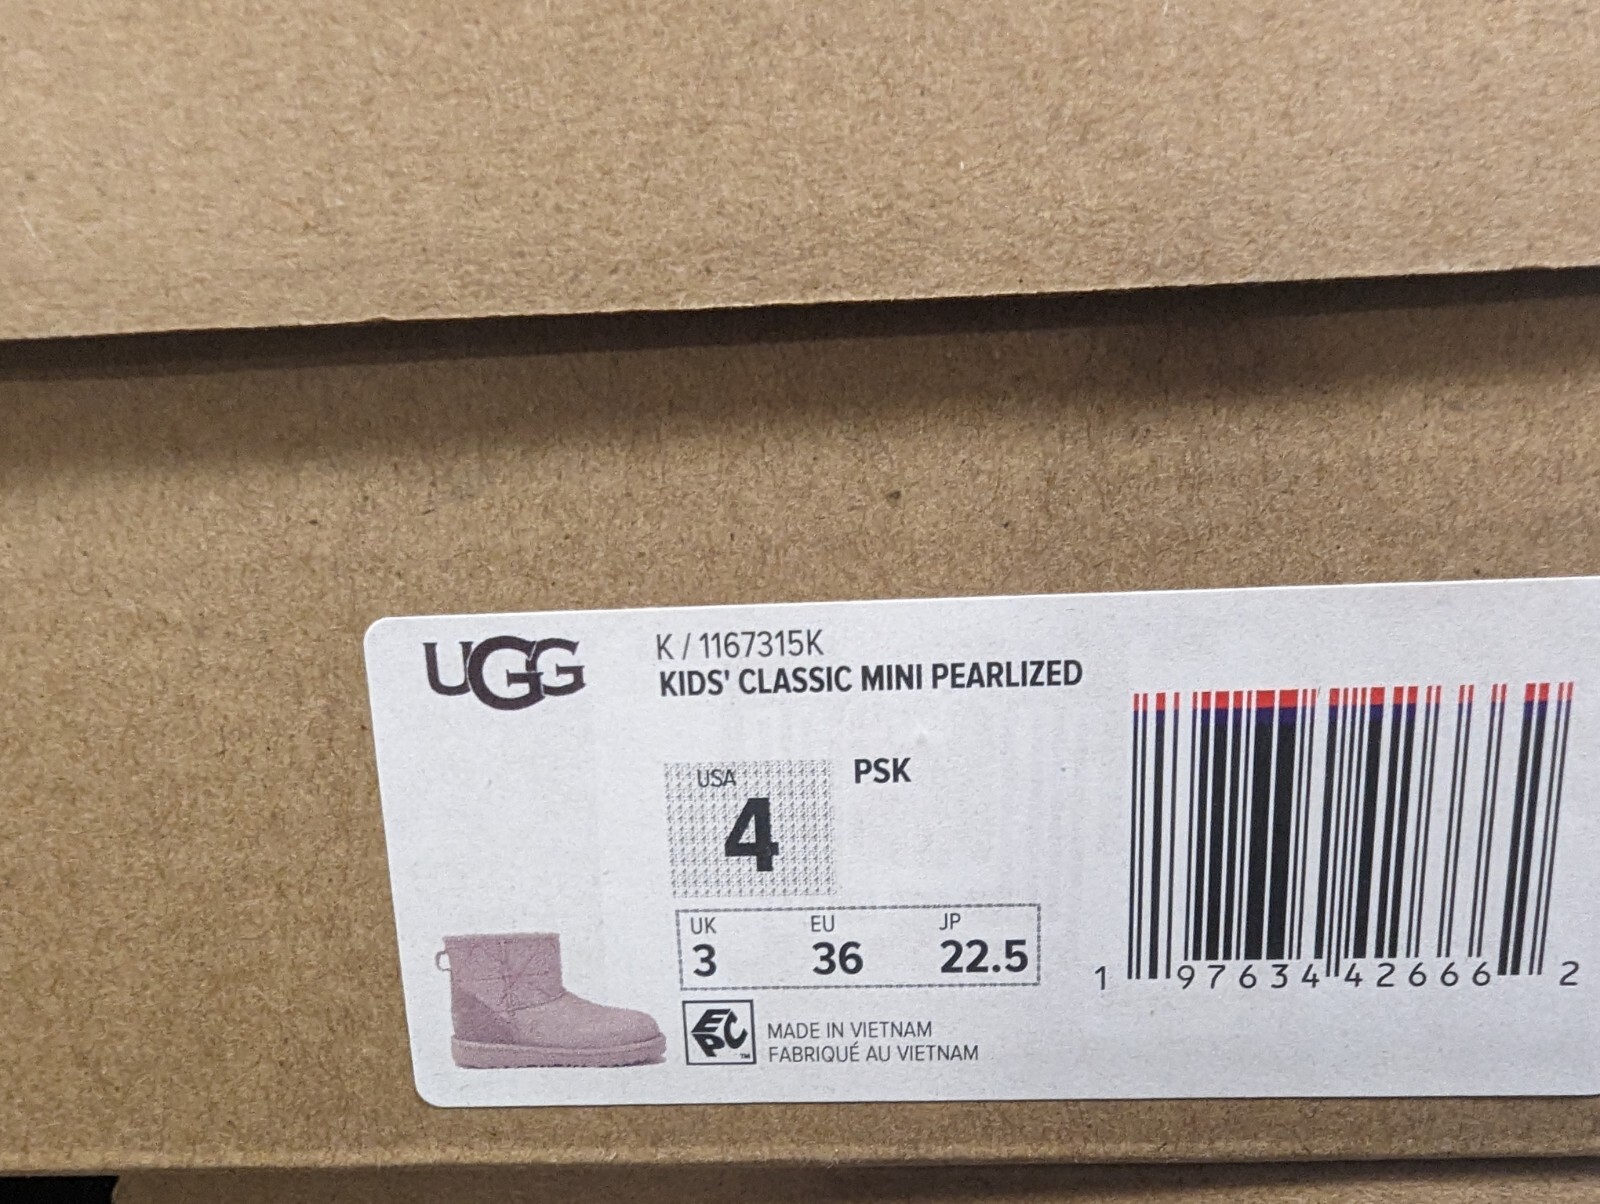 UGG
K / 1167315K
KIDS' CLASSIC MINI PEARLIZED
USA
4
PSK
UK EU JP
3 36 22.5
EPC ™
MADE IN VIETNAM
FABRIQUÉ AU VIETNAM
1 97634 42666 2